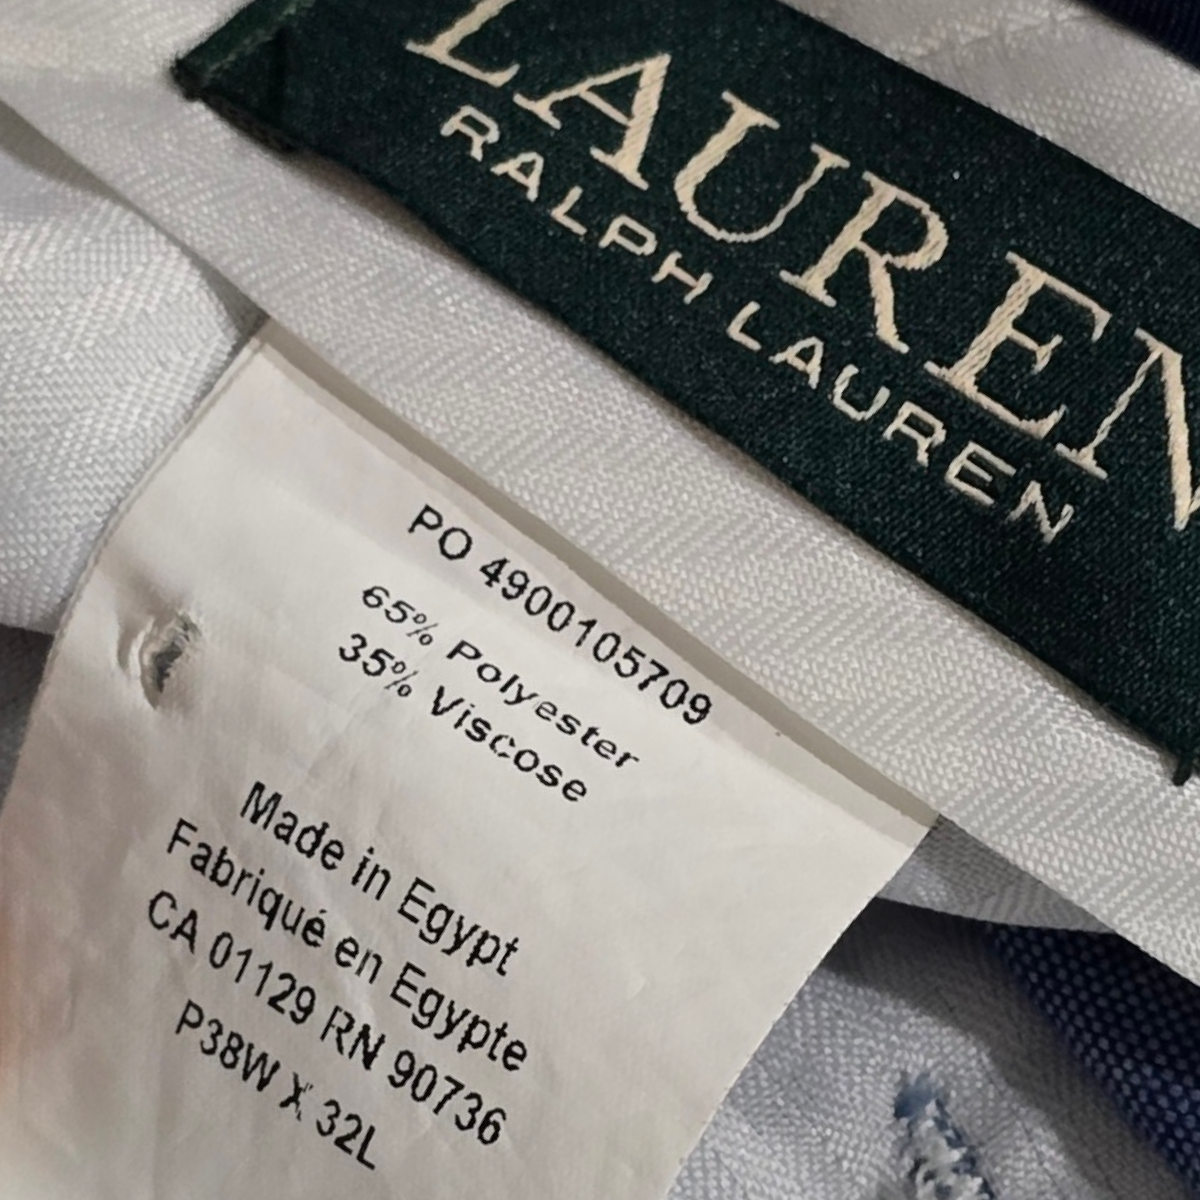 LAUREN
RALPH LAUREN
PO 4900105709
65% Polyester
35% Viscose
Made in Egypt
Fabriqué en Egypte
CA 01129 RN 90736
P38W X 32L